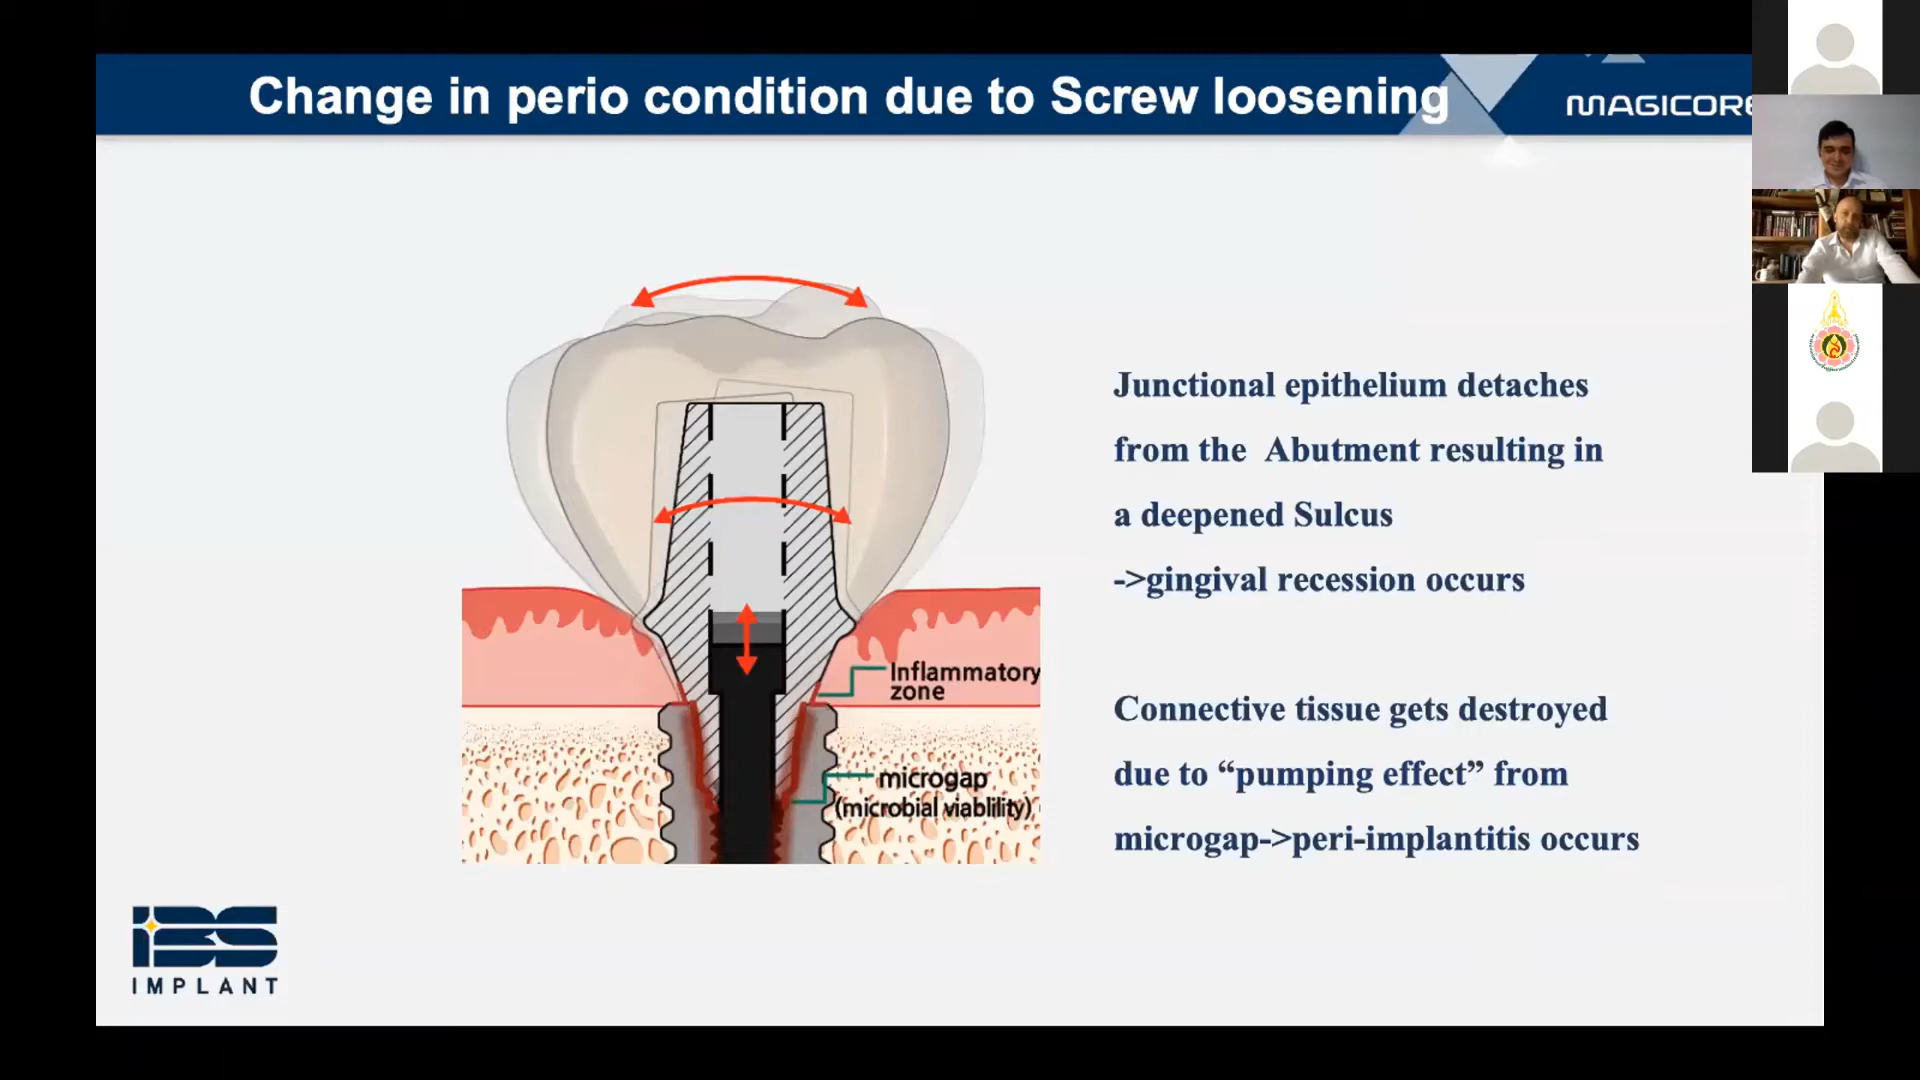 Change in perio condition due to Screw loosening
MAGICORE
Junctional epithelium detaches
from the Abutment resulting in
a deepened Sulcus
->gingival recession occurs
Inflammatory
zone
microgap
(microbial viablility)
Connective tissue gets destroyed
due to “pumping effect” from
microgap->peri-implantitis occurs
iBS
IMPLANT